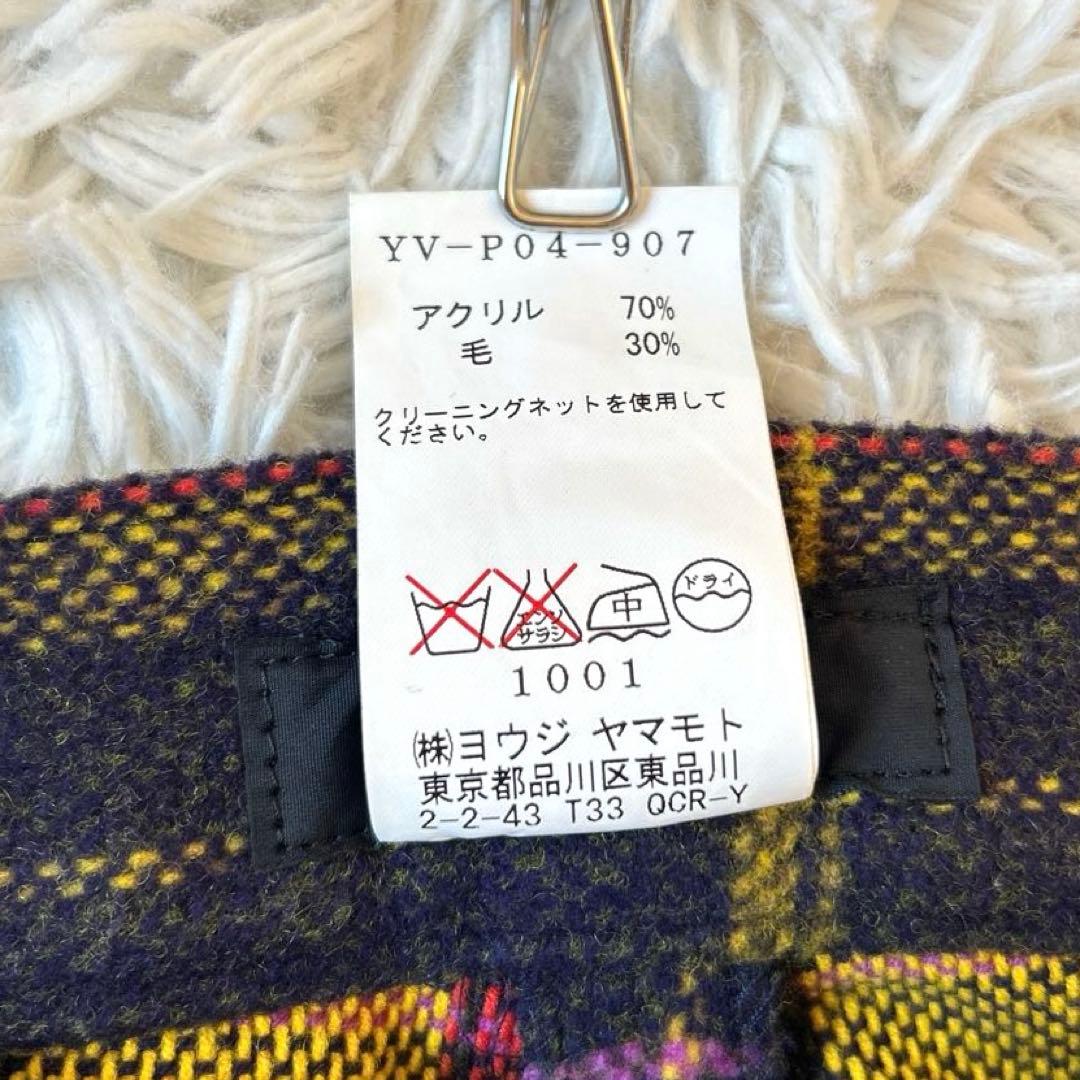 YV-P04-907
アクリル 70%
毛 30%
クリーニングネットを使用して
ください。
エンソ
サラシ
中
ドライ
1001
㈱ヨウジ ヤマモト
東京都品川区東品川
2-2-43 T33 QCR-Y